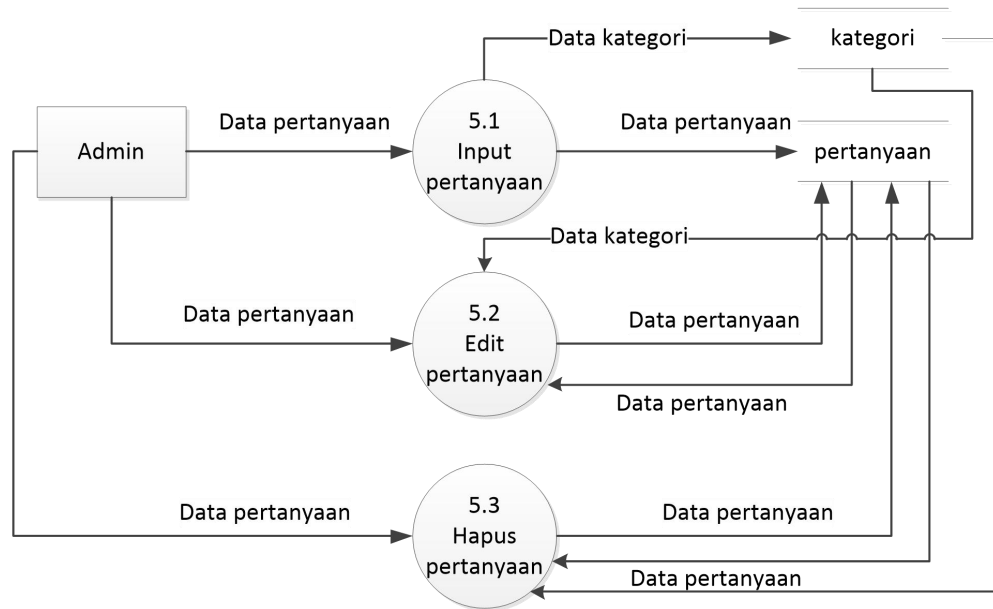 Data kategori
kategori
Admin
Data pertanyaan
5.1
Input
pertanyaan
Data pertanyaan
pertanyaan
Data kategori
Data pertanyaan
5.2
Edit
pertanyaan
Data pertanyaan
Data pertanyaan
Data pertanyaan
5.3
Hapus
pertanyaan
Data pertanyaan
Data pertanyaan